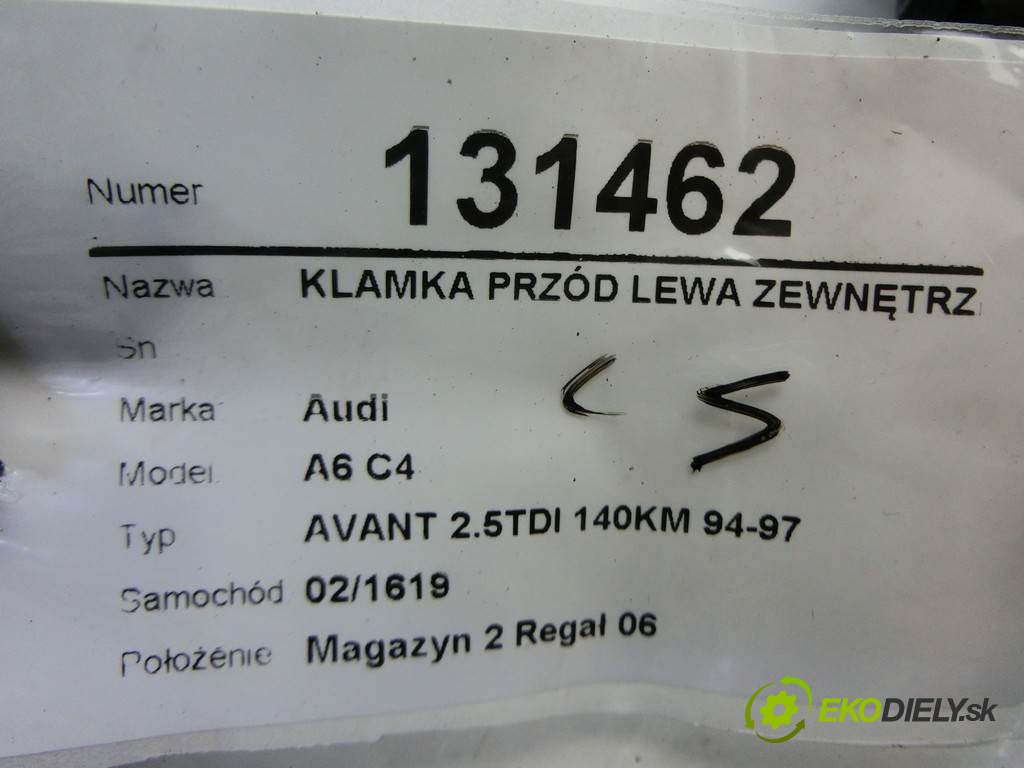 Numer 131462
Nazwa KLAMKA PRZÓD LEWA ZEWNĘTRZ
Sn
Marka Audi
Model A6 C4
Typ AVANT 2.5TDI 140KM 94-97
Samochód 02/1619
Położenie Magazyn 2 Regał 06
EKODIELY.sk